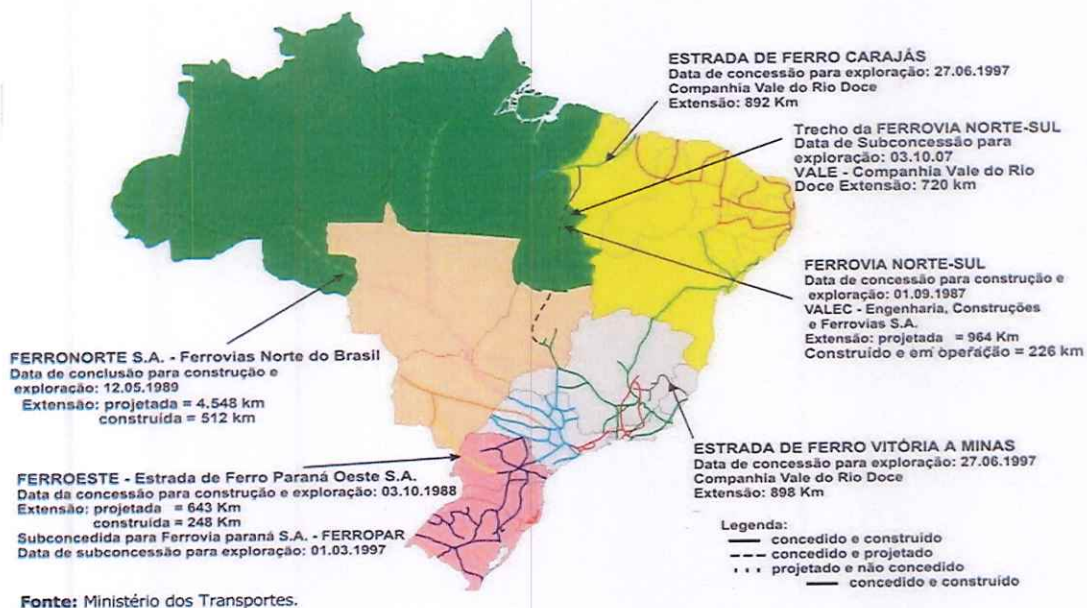 ESTRADA DE FERRO CARAJÁS
Data de concessão para exploração: 27.06.1997
Companhia Vale do Rio Doce
Extensão: 892 Km
Trecho da FERROVIA NORTE-SUL
Data de Subconcessão para
exploração: 03.10.07
VALE - Companhia Vale do Rio
Doce Extensão: 720 km
FERROVIA NORTE-SUL
Data de concessão para construção e
exploração: 01.09.1987
VALEC - Engenharia, Construções
e Ferrovias S.A.
Extensão: projetada = 964 Km
Construído e em operação = 226 km
FERRONORTE S.A. - Ferrovias Norte do Brasil
Data de conclusão para construção e
exploração: 12.05.1989
Extensão: projetada = 4.548 km
construída = 512 km
ESTRADA DE FERRO VITÓRIA A MINAS
Data de concessão para exploração: 27.06.1997
Companhia Vale do Rio Doce
Extensão: 898 Km
FERROESTE - Estrada de Ferro Paraná Oeste S.A.
Data da concessão para construção e exploração: 03.10.1988
Extensão: projetada = 643 Km
construída = 248 Km
Subconcedida para Ferrovia paraná S.A. - FERROPAR
Data de subconcessão para exploração: 01.03.1997
Legenda:
concedido e construído
concedido e projetado
projetado e não concedido
concedido e construído
Fonte: Ministério dos Transportes.